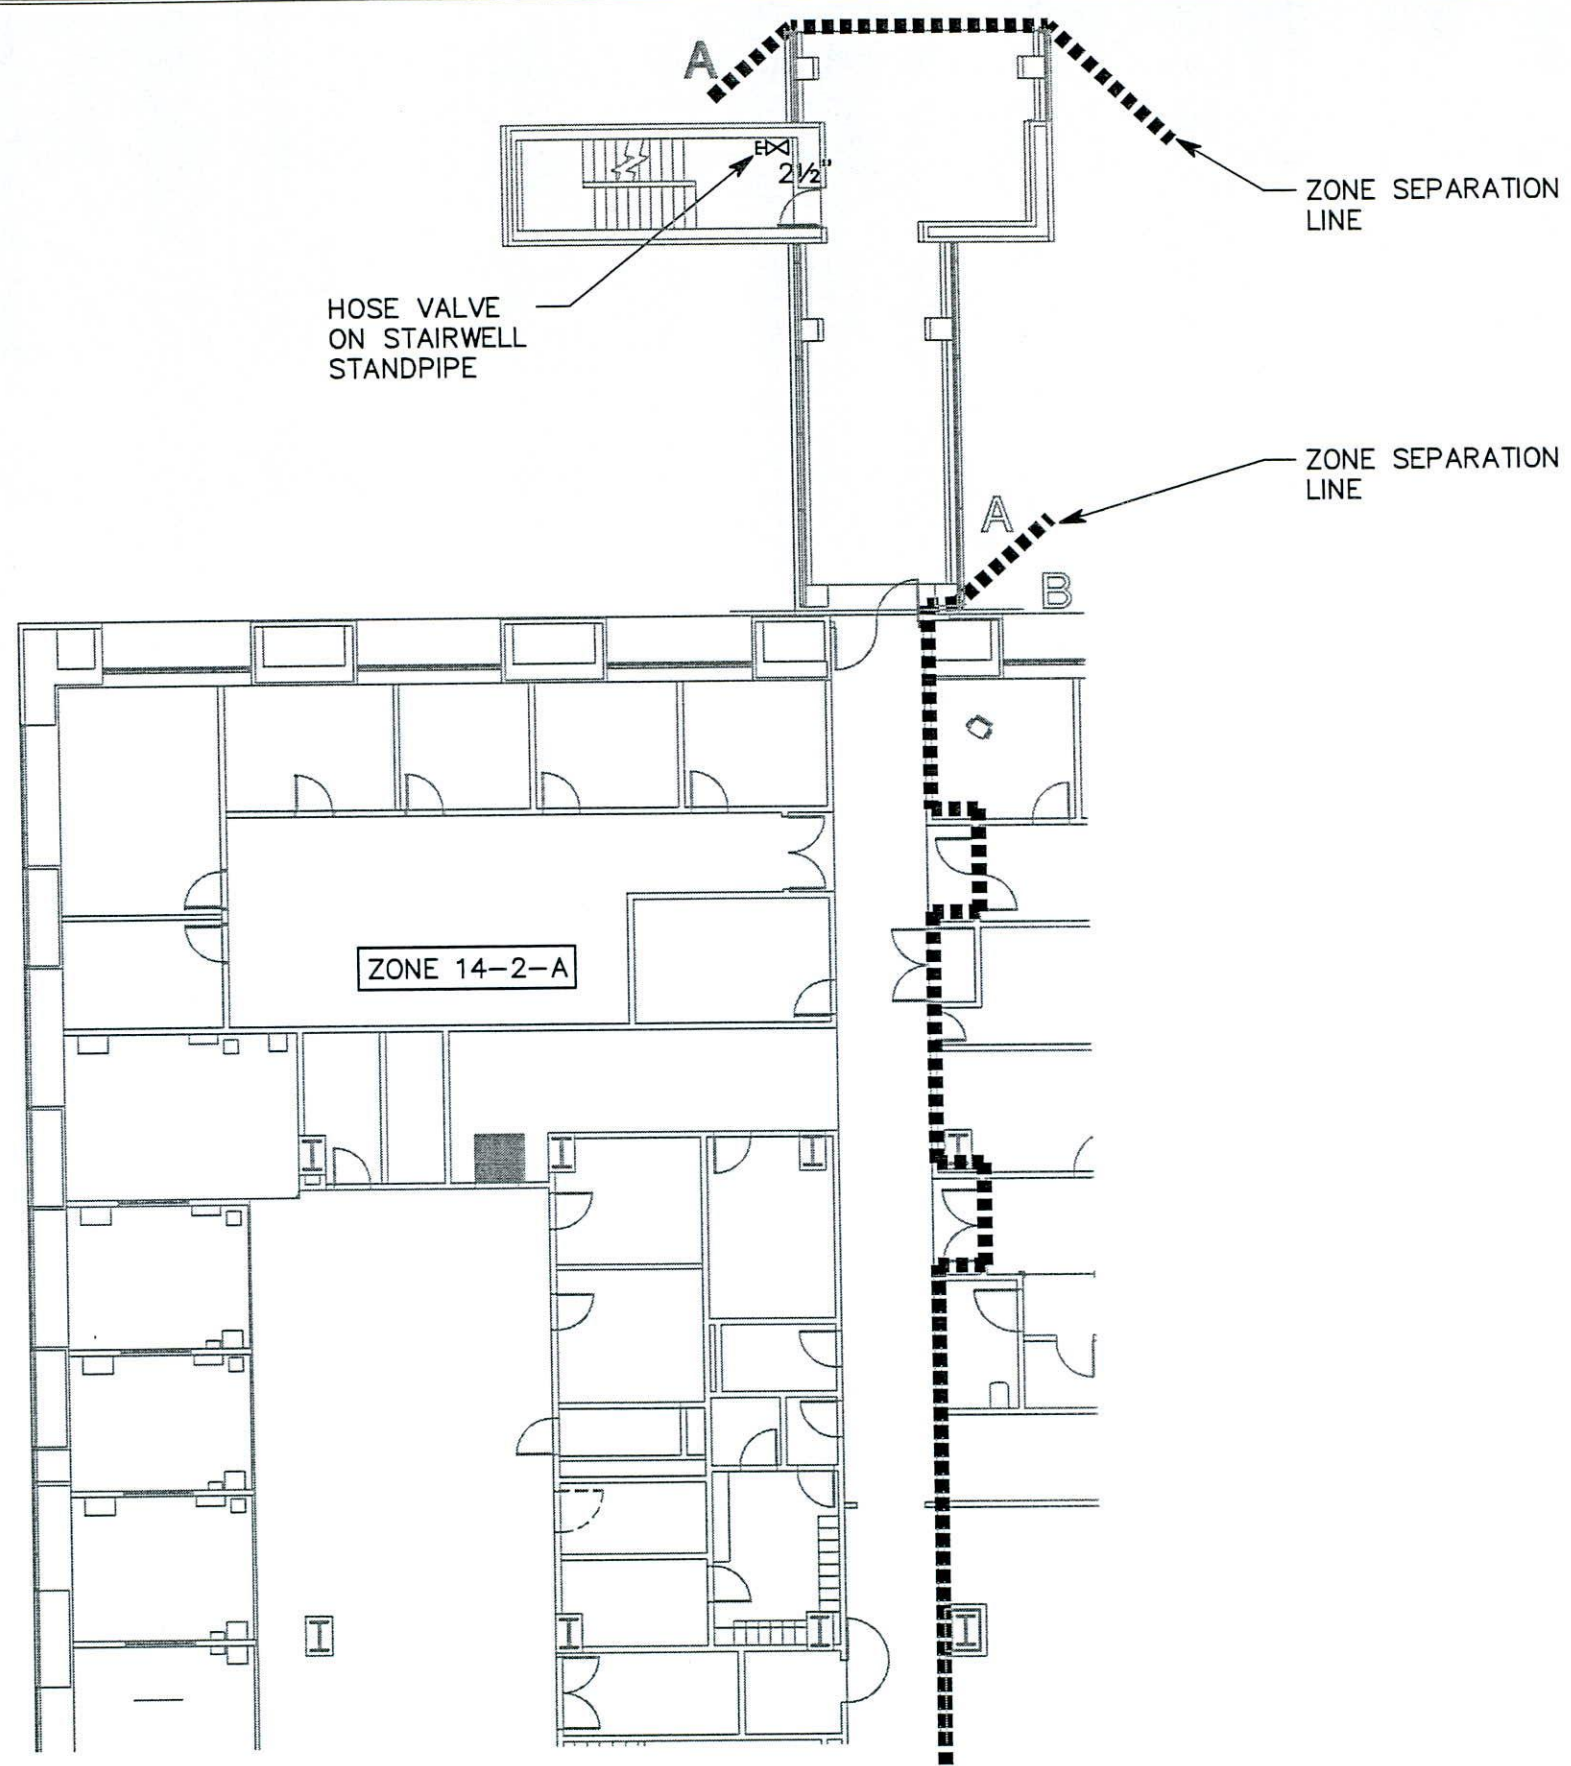 A
2½"
ZONE SEPARATION
LINE
HOSE VALVE
ON STAIRWELL
STANDPIPE
ZONE SEPARATION
LINE
A
B
ZONE 14-2-A